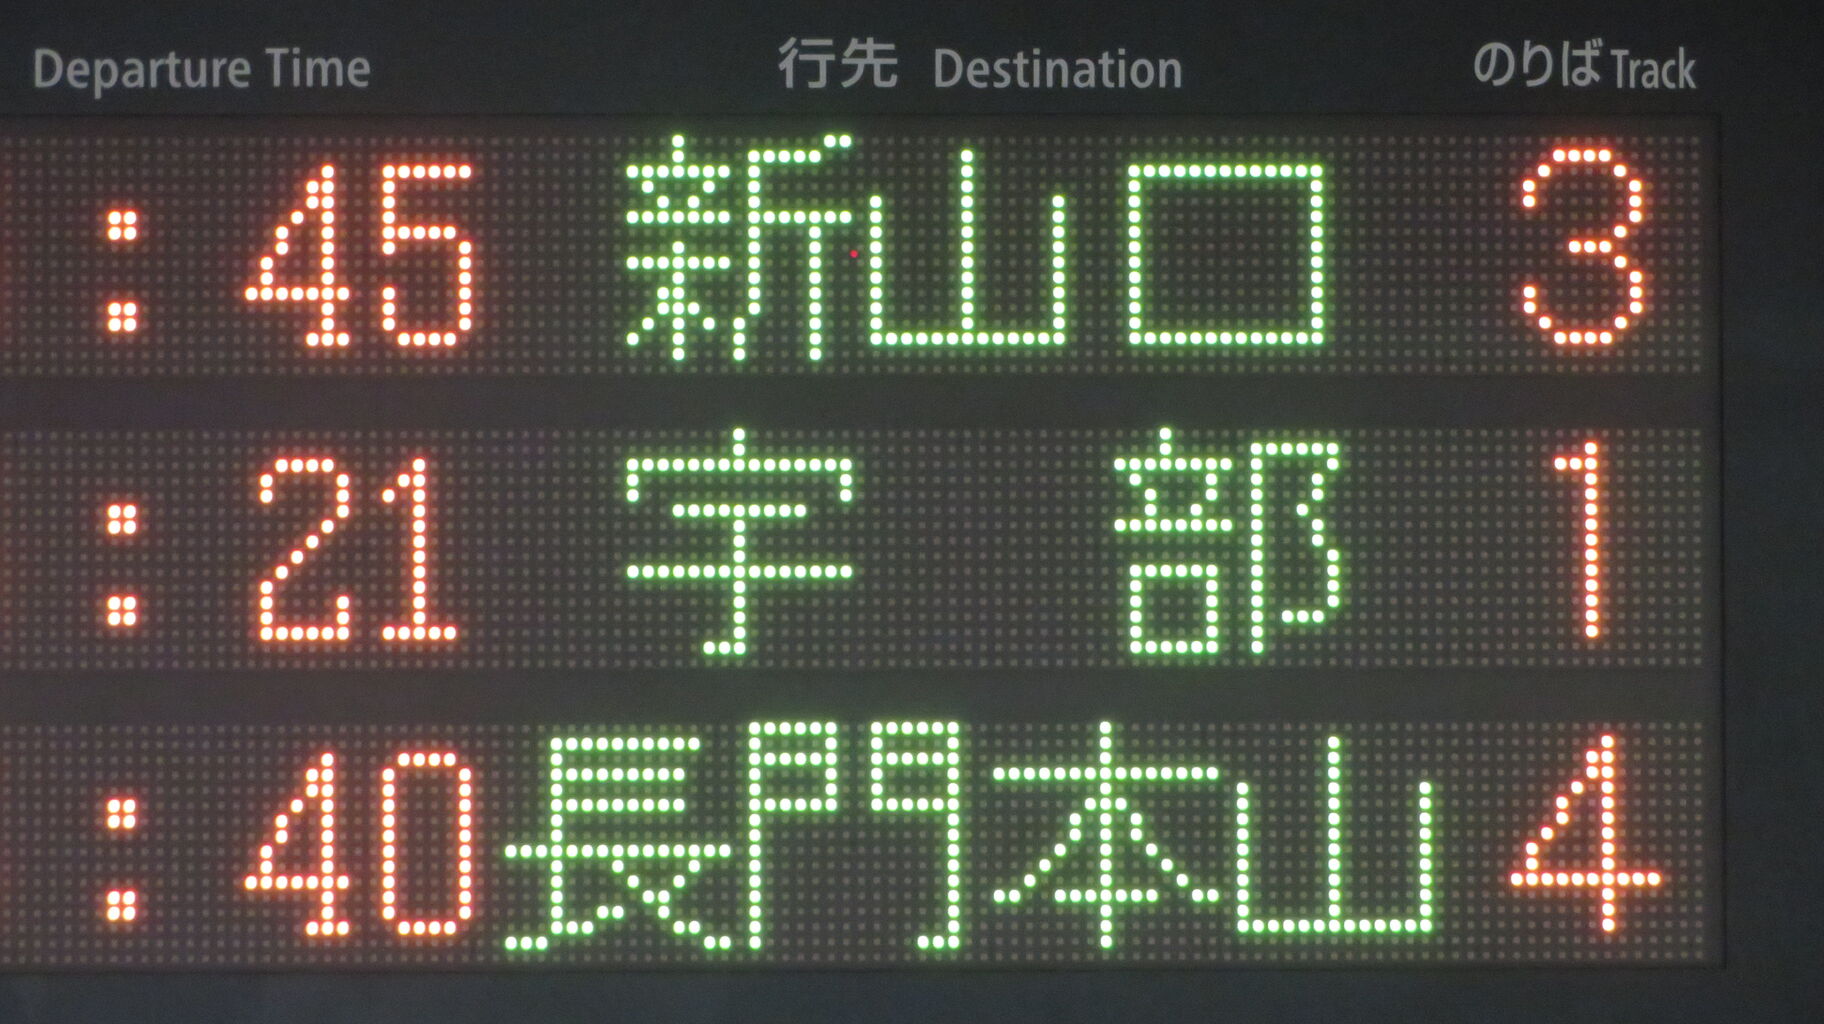 Departure Time 行先 Destination のりば Track
:45 新山口 3
:21 宇部 1
:40 長門本山 4